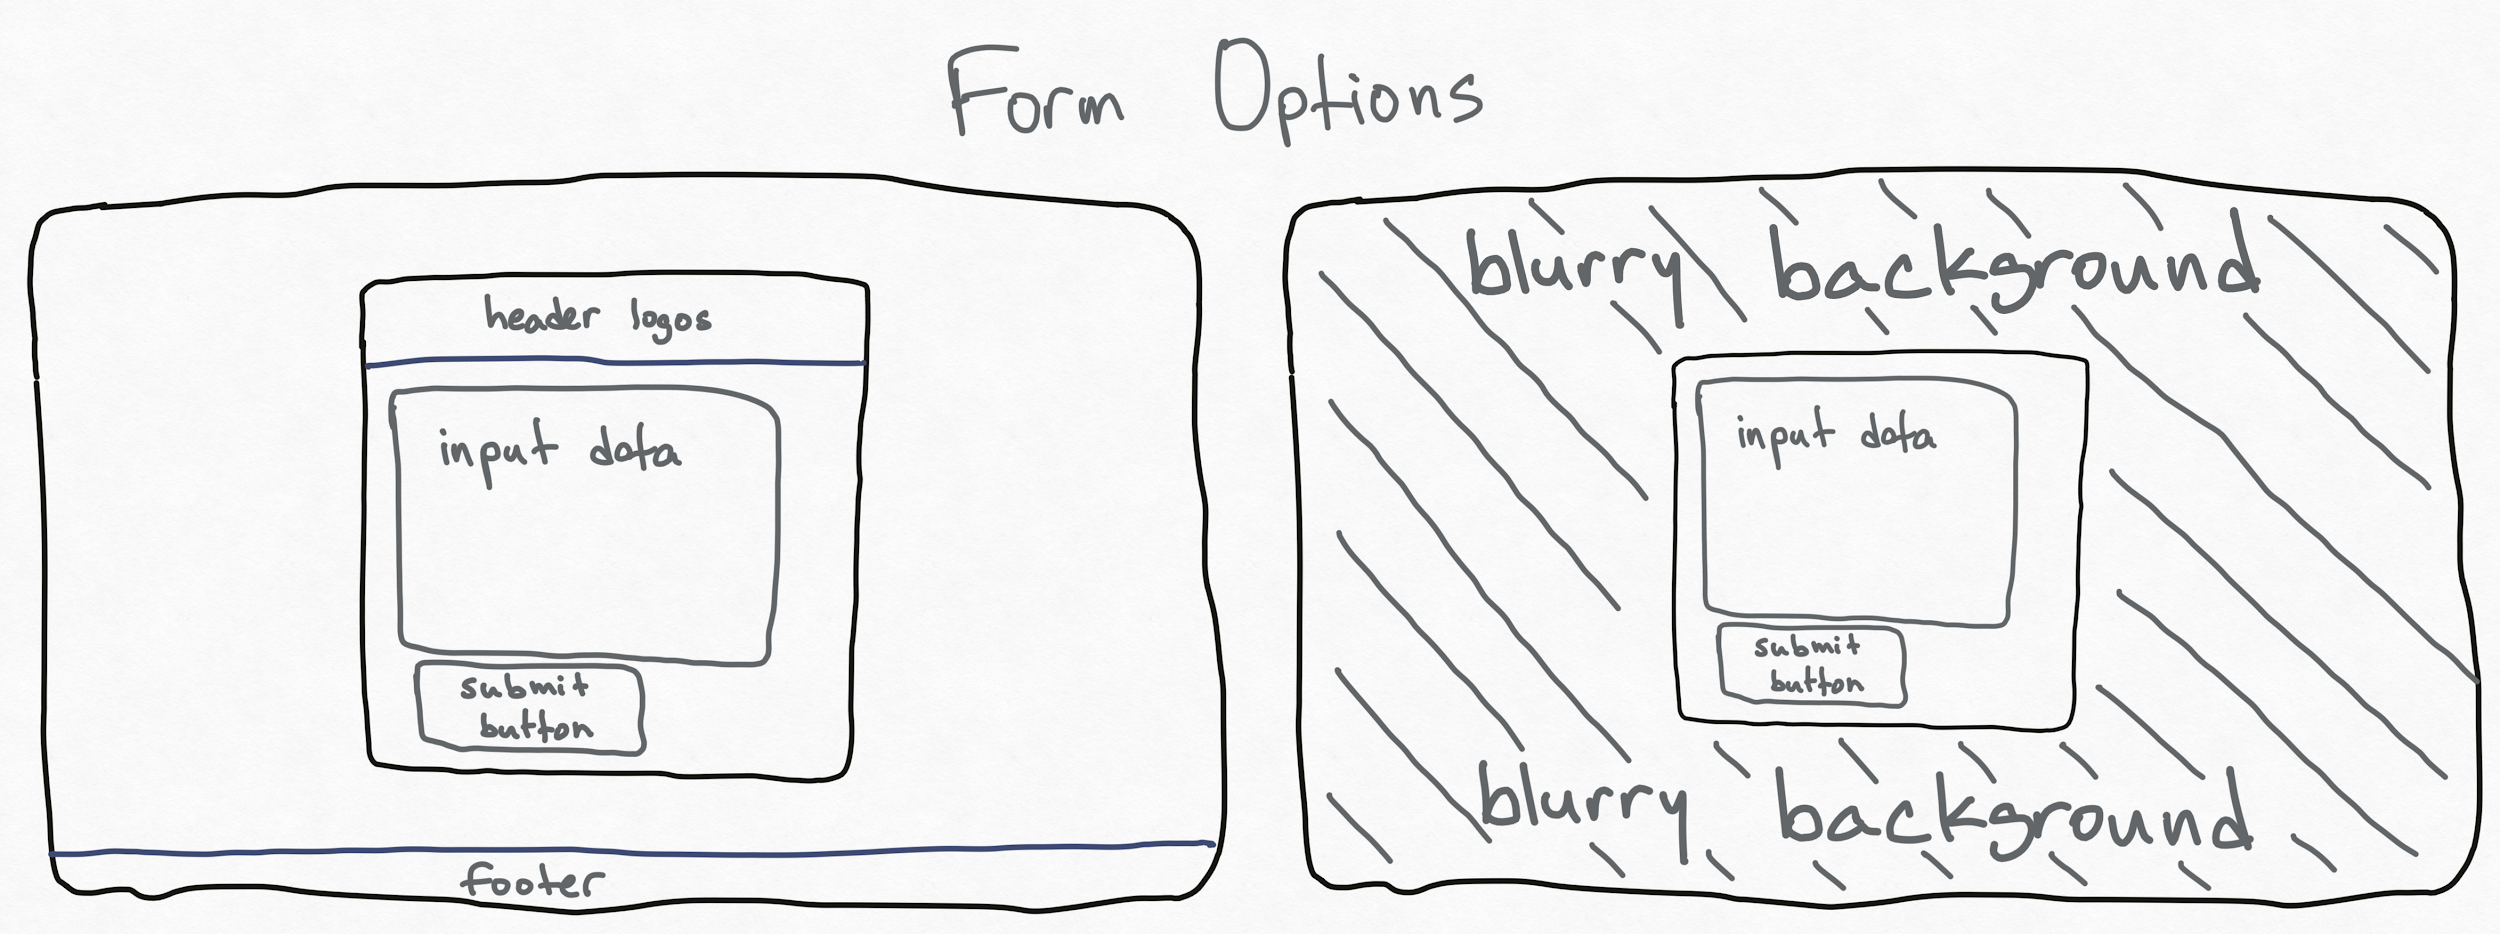 Form Options
header logos
input data
submit
button
footer
blurry background
input data
submit
button
blurry background